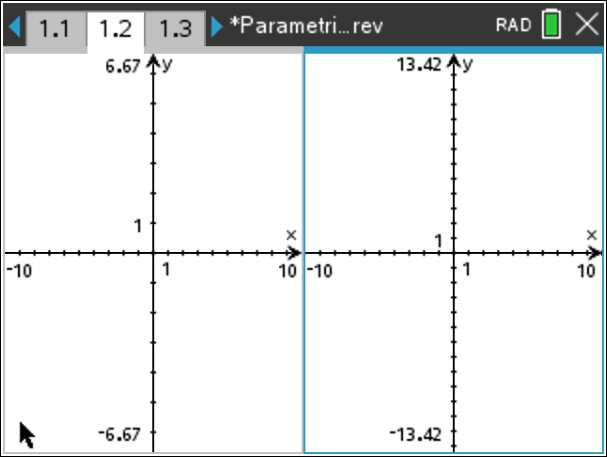 1.1 1.2 1.3 *Parametri...rev RAD
6.67 y
1
x
-10 1 10
-6.67
13.42 y
1
x
-10 1 10
-13.42